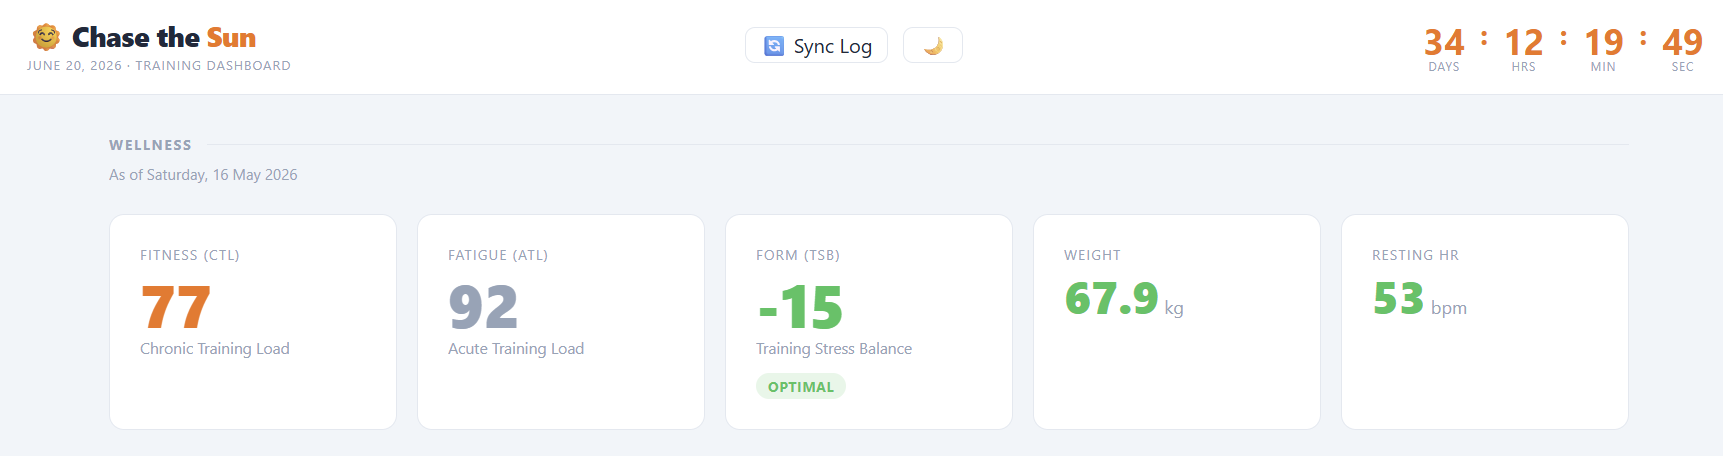 Chase the Sun
JUNE 20, 2026 · TRAINING DASHBOARD
Sync Log
34 : 12 : 19 : 49
DAYS HRS MIN SEC
WELLNESS
As of Saturday, 16 May 2026
FITNESS (CTL)
77
Chronic Training Load
FATIGUE (ATL)
92
Acute Training Load
FORM (TSB)
-15
Training Stress Balance
OPTIMAL
WEIGHT
67.9 kg
RESTING HR
53 bpm